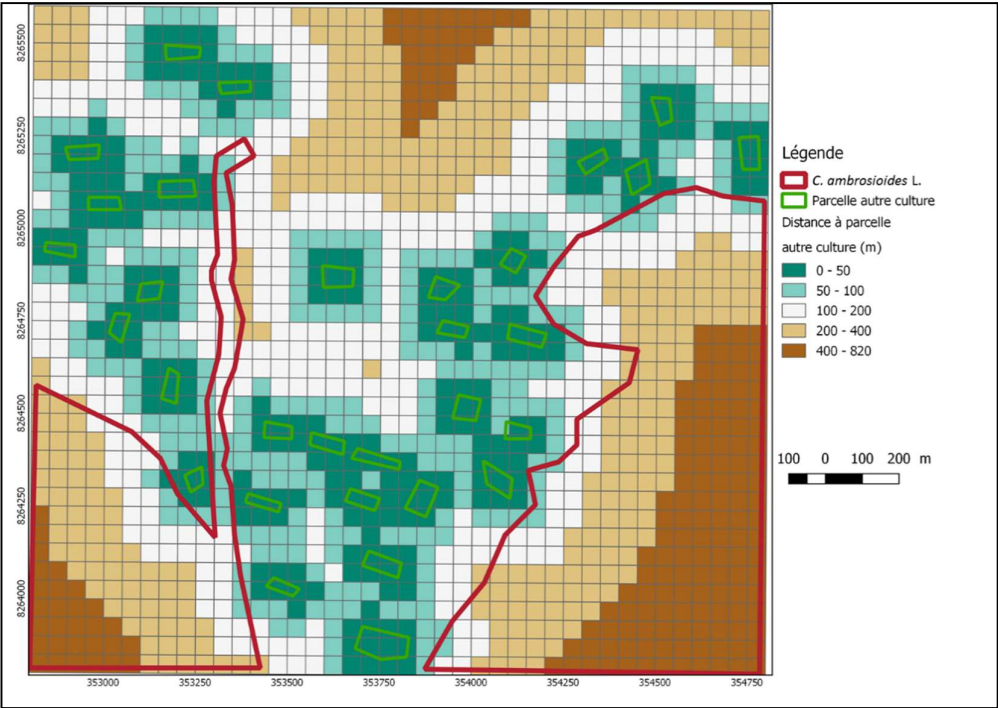 8265500
8265250
8265000
8264750
8264500
8264250
8264000
353000 353250 353500 353750 354000 354250 354500 354750
Légende
C. ambrosioides L.
Parcelle autre culture
Distance à parcelle
autre culture (m)
0 - 50
50 - 100
100 - 200
200 - 400
400 - 820
100 0 100 200 m